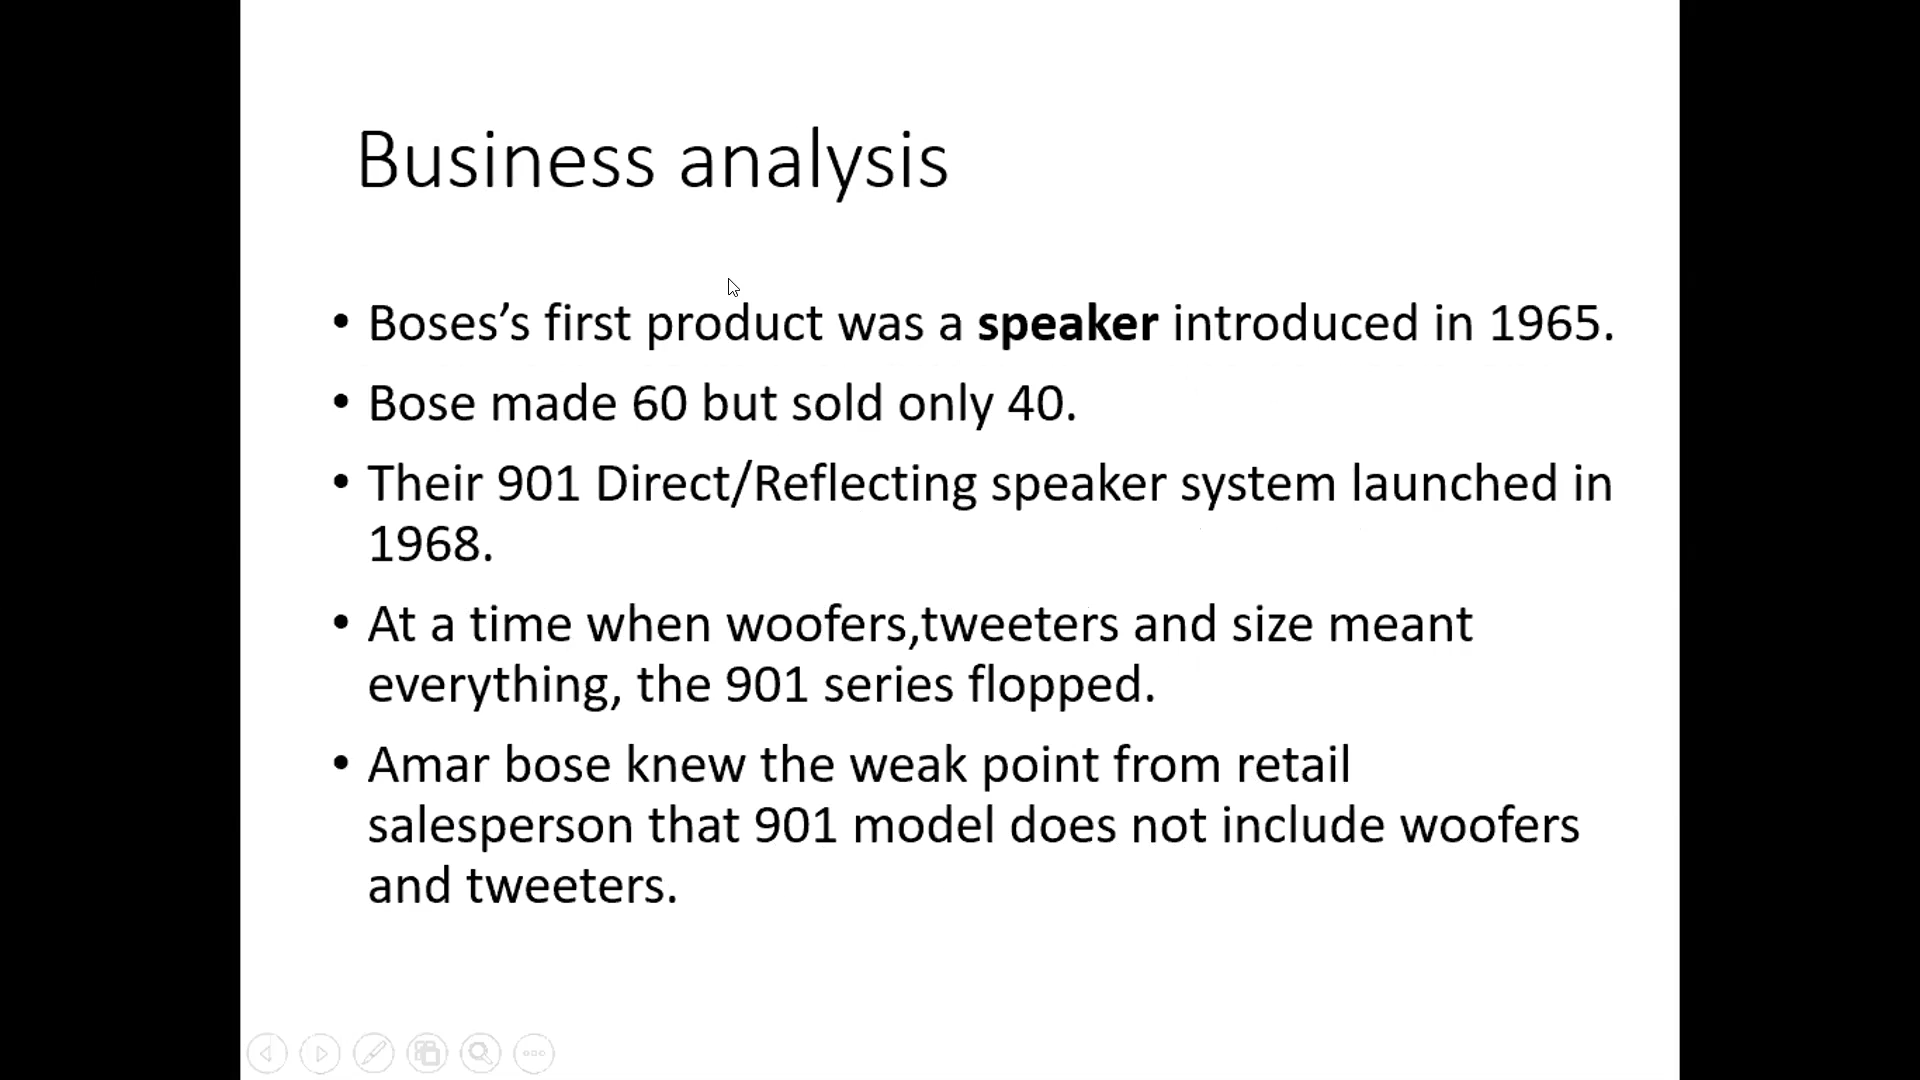 Business analysis
• Boses’s first product was a speaker introduced in 1965.
• Bose made 60 but sold only 40.
• Their 901 Direct/Reflecting speaker system launched in
1968.
• At a time when woofers,tweeters and size meant
everything, the 901 series flopped.
• Amar bose knew the weak point from retail
salesperson that 901 model does not include woofers
and tweeters.